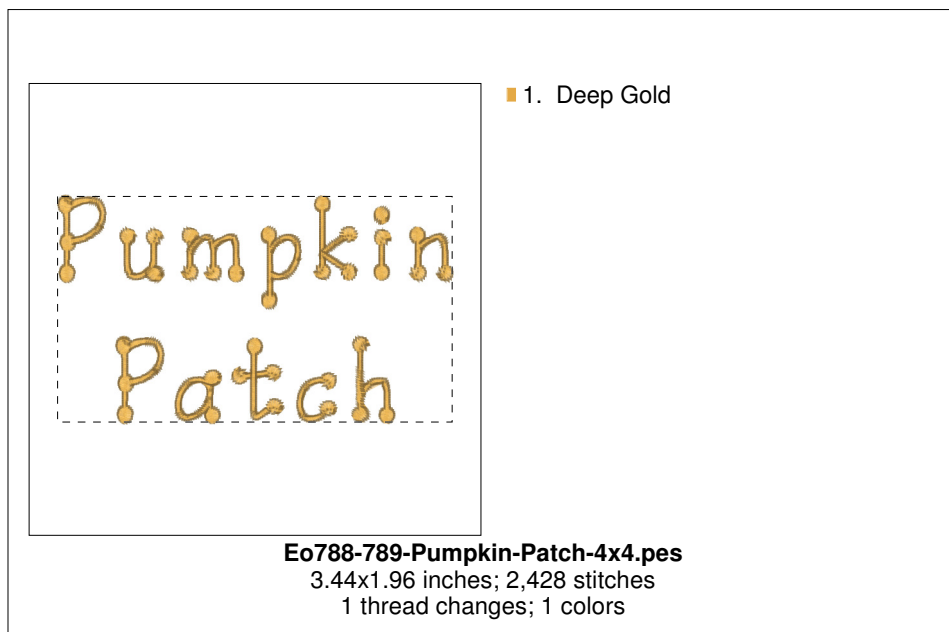 1. Deep Gold
Pumpkin
Patch
Eo788-789-Pumpkin-Patch-4x4.pes
3.44x1.96 inches; 2,428 stitches
1 thread changes; 1 colors